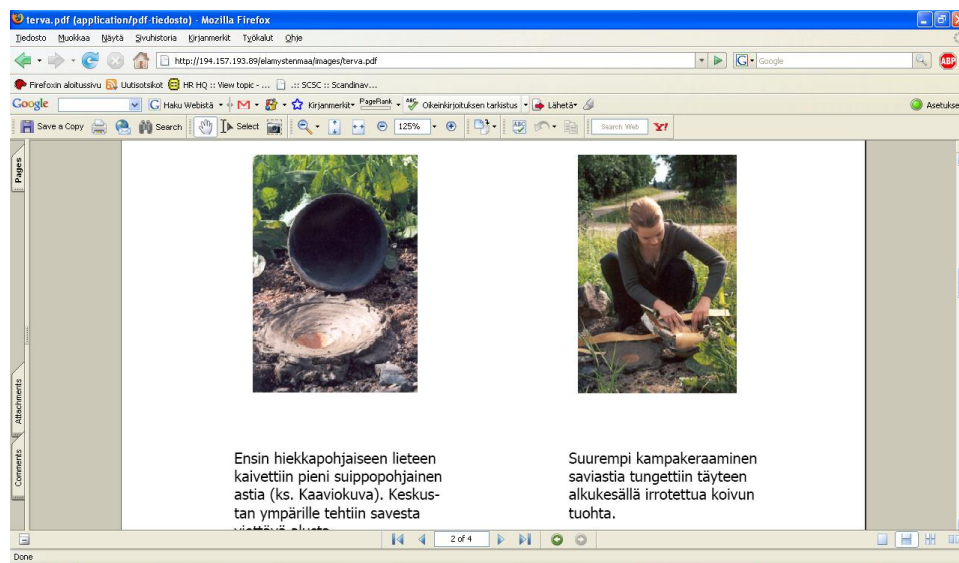 terva.pdf (application/pdf-tiedosto) - Mozilla Firefox
Tiedosto Muokkaa Näytä Sivuhistoria Kirjanmerkit Työkalut Ohje
http://194.157.193.89/elamystenmaa/images/terva.pdf
G Google
ABP
Firefoxin aloitussivu Uutisotsikot HR HQ :: View topic - ... .:: SCSC :: Scandinav...
Google G Haku Webistä Kirjanmerkit PageRank Oikeinkirjoituksen tarkistus Lähetä Asetukse
Save a Copy Search Select 125% Search Web Y!
Pages
Attachments
Comments
Ensin hiekkapohjaiseen lieteen
kaivettiin pieni suippopohjainen
astia (ks. Kaaviokuva). Keskus-
tan ympärille tehtiin savesta
viettävä alusta
Suurempi kampakeraaminen
saviastia tungettiin täyteen
alkukesällä irrotettua koivun
tuohta.
2 of 4
Done